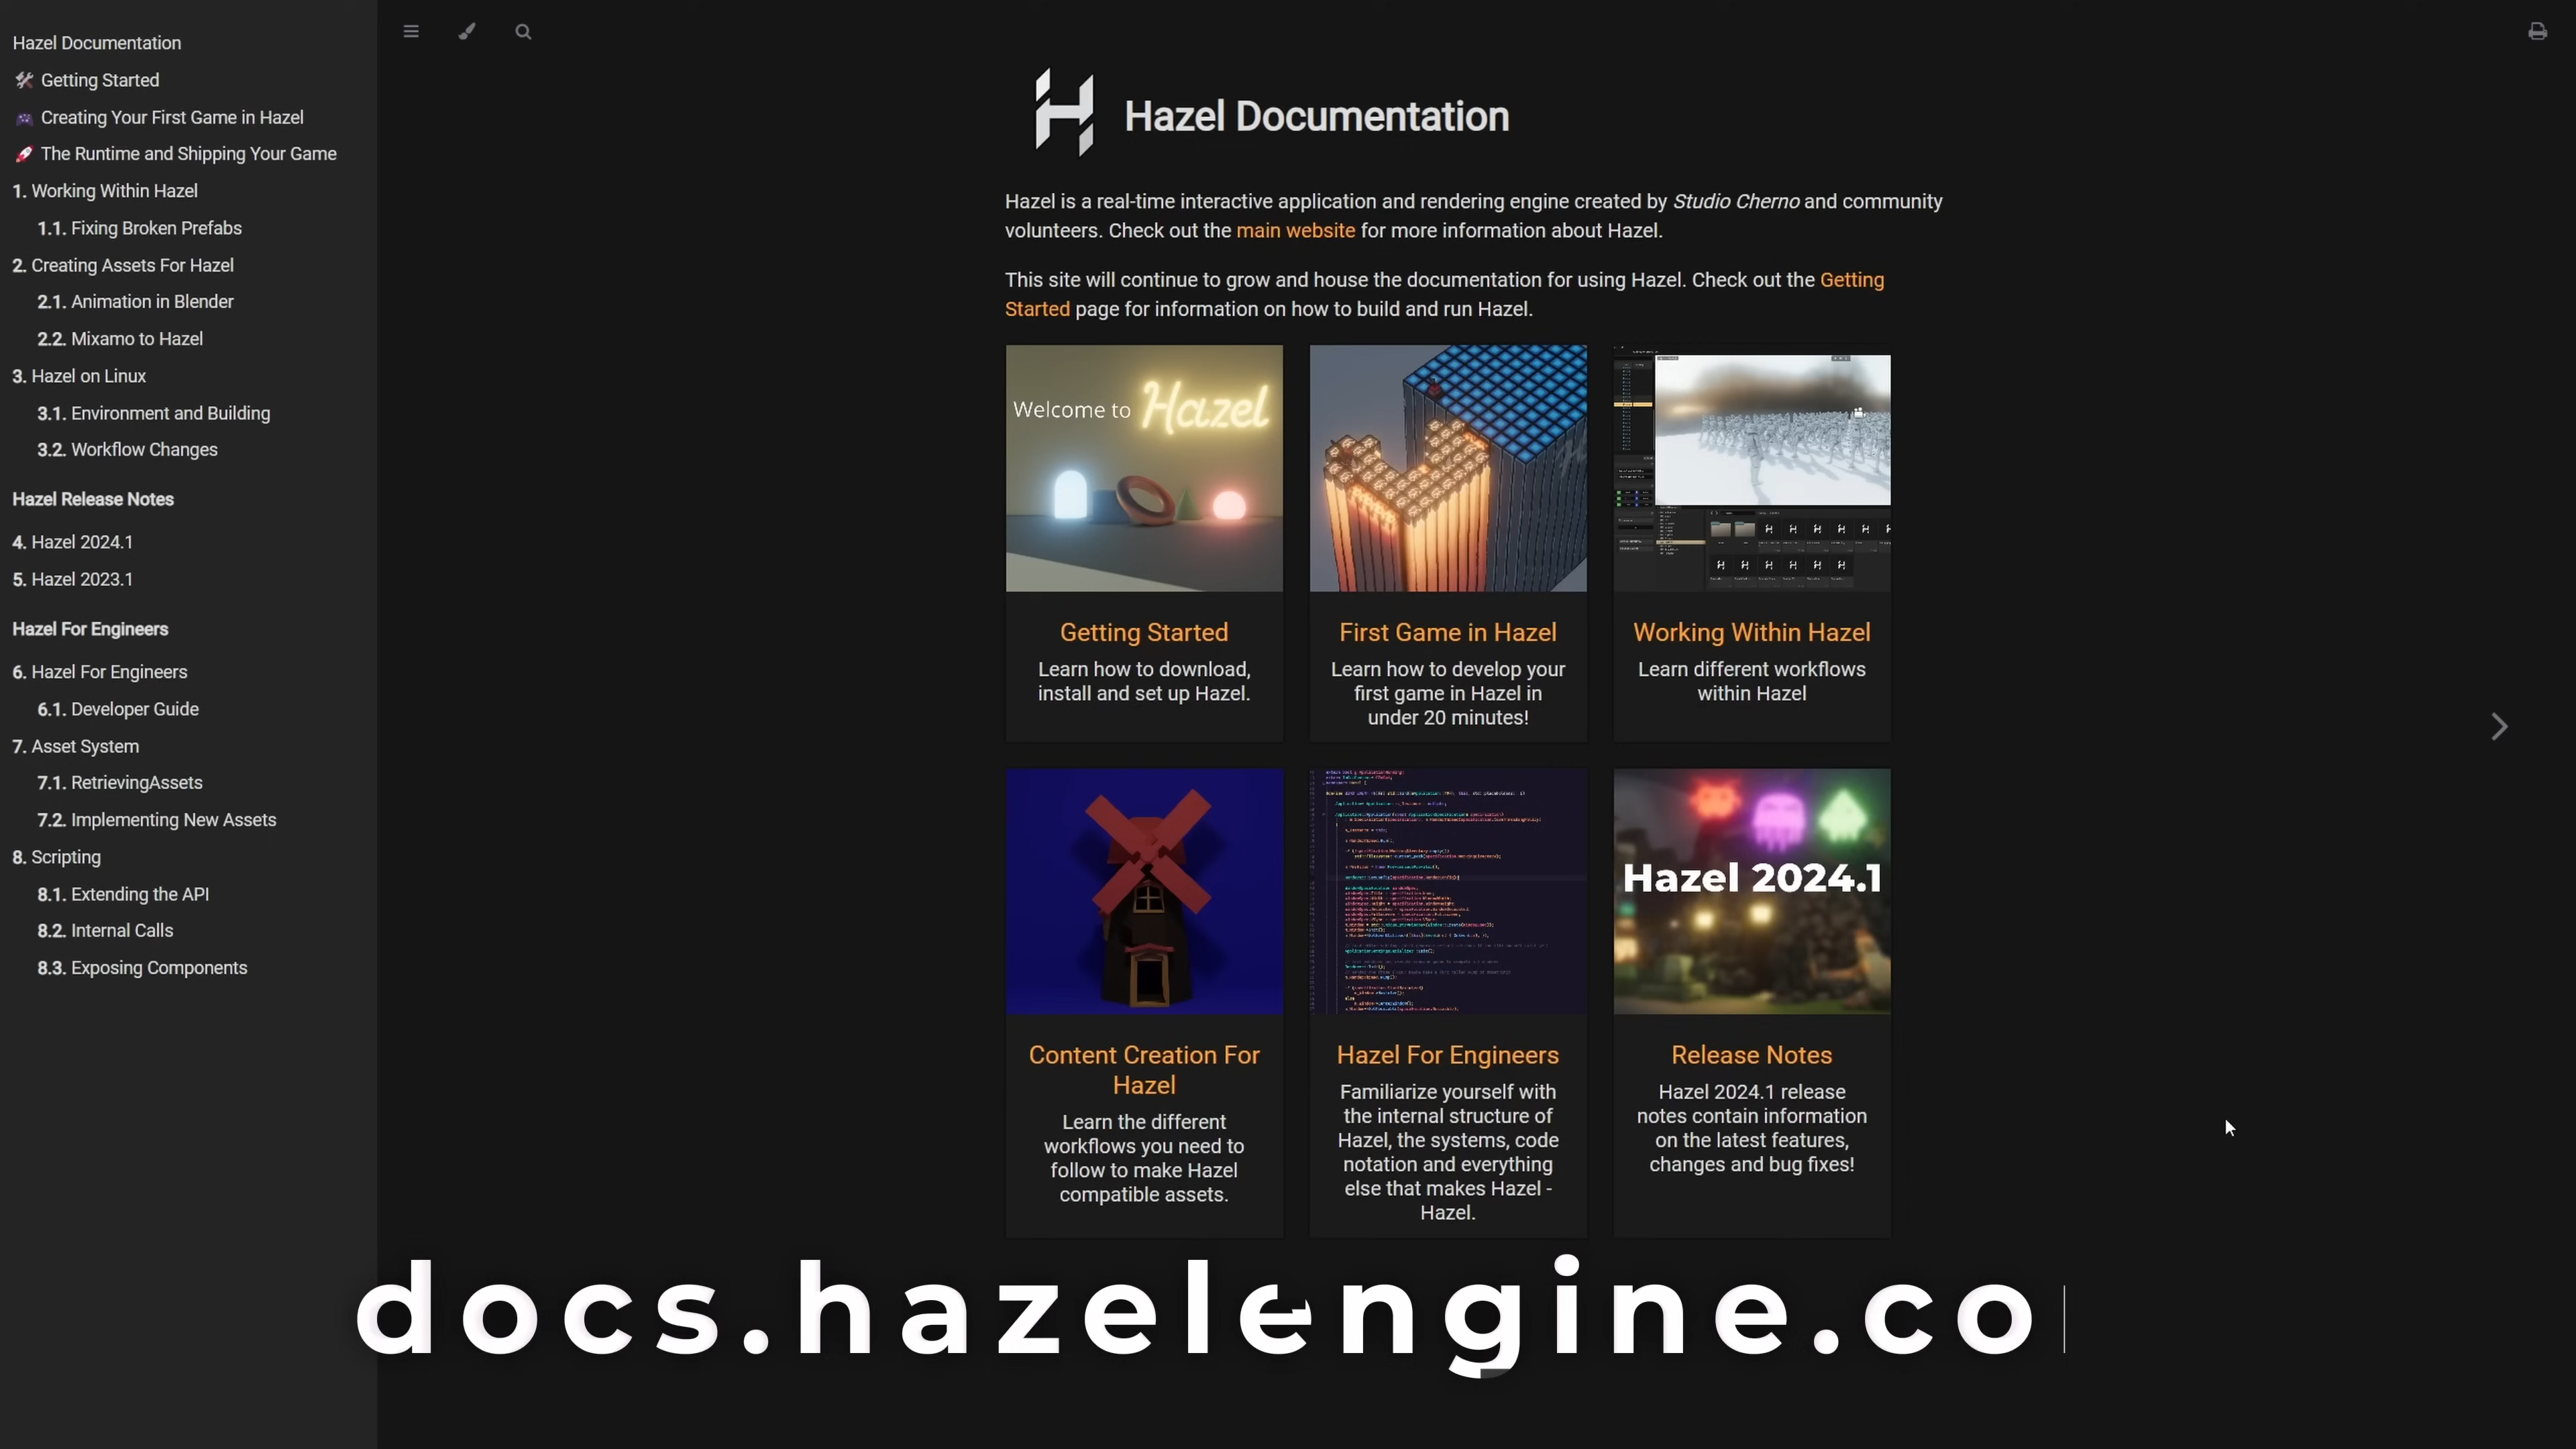 Hazel Documentation
Getting Started
Creating Your First Game in Hazel
The Runtime and Shipping Your Game
1. Working Within Hazel
1.1. Fixing Broken Prefabs
2. Creating Assets For Hazel
2.1. Animation in Blender
2.2. Mixamo to Hazel
3. Hazel on Linux
3.1. Environment and Building
3.2. Workflow Changes
Hazel Release Notes
4. Hazel 2024.1
5. Hazel 2023.1
Hazel For Engineers
6. Hazel For Engineers
6.1. Developer Guide
7. Asset System
7.1. RetrievingAssets
7.2. Implementing New Assets
8. Scripting
8.1. Extending the API
8.2. Internal Calls
8.3. Exposing Components
Hazel Documentation
Hazel is a real-time interactive application and rendering engine created by Studio Cherno and community
volunteers. Check out the main website for more information about Hazel.
This site will continue to grow and house the documentation for using Hazel. Check out the Getting
Started page for information on how to build and run Hazel.
Welcome to Hazel
Getting Started
Learn how to download,
install and set up Hazel.
First Game in Hazel
Learn how to develop your
first game in Hazel in
under 20 minutes!
Working Within Hazel
Learn different workflows
within Hazel
Content Creation For
Hazel
Learn the different
workflows you need to
follow to make Hazel
compatible assets.
Hazel For Engineers
Familiarize yourself with
the internal structure of
Hazel, the systems, code
notation and everything
else that makes Hazel -
Hazel.
Hazel 2024.1
Release Notes
Hazel 2024.1 release
notes contain information
on the latest features,
changes and bug fixes!
docs.hazelengine.co